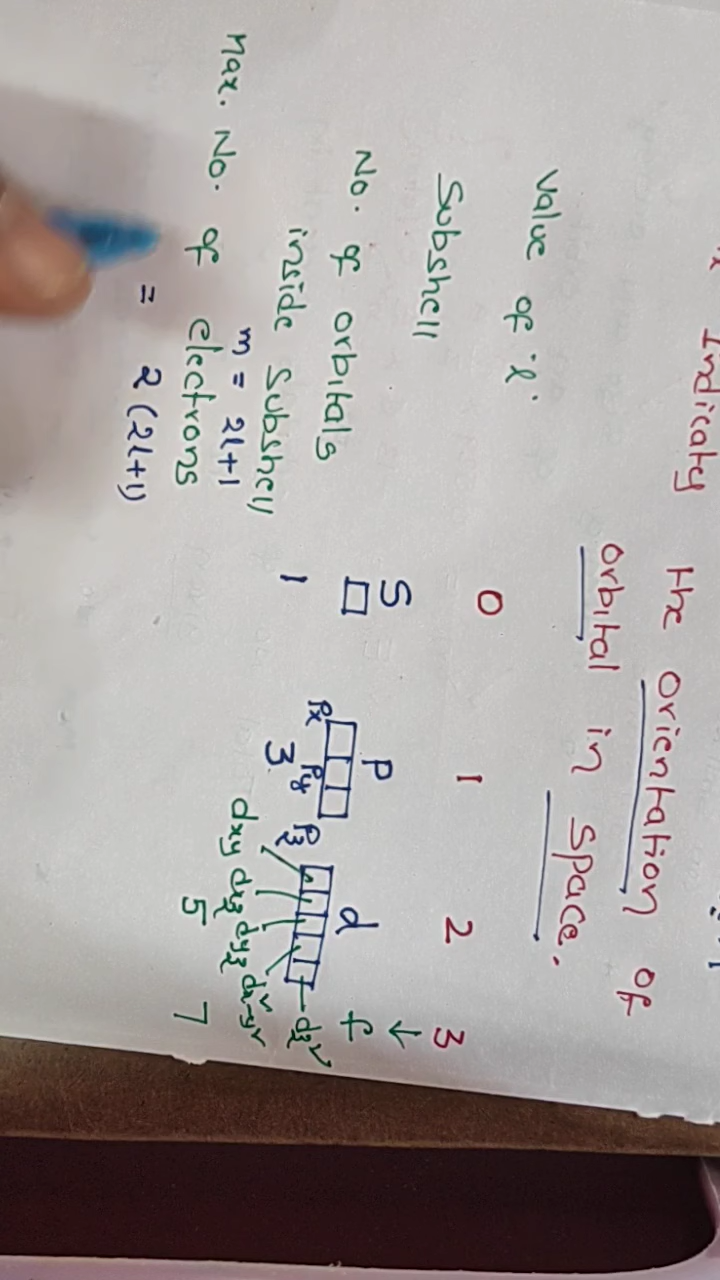 Indicaty the orientation of
orbital in space.
Value of 'l' 0 1 2 3
Subshell S P d f
No. of orbitals
inside subshell 1 3 5 7
Px Py Pz
dxy dxz dyz dx²-y² dz²
m = 2l+1
Max. No. of electrons
= 2(2l+1)